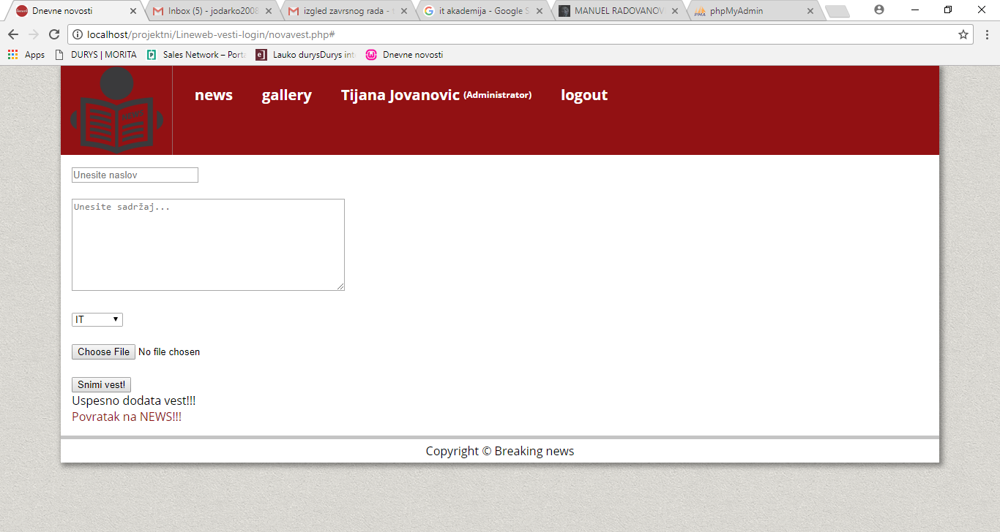 Dnevne novosti
Inbox (5) - jodarko2008
izgled zavrsnog rada -
it akademija - Google S
MANUEL RADOVANOV
phpMyAdmin
localhost/projektni/Lineweb-vesti-login/novavest.php#
Apps
DURYS | MORITA
Sales Network – Porta
Lauko durysDurys int
Dnevne novosti
NEWS
news gallery Tijana Jovanovic (Administrator) logout
Unesite naslov
Unesite sadržaj...
IT
Choose File No file chosen
Snimi vest!
Uspesno dodata vest!!!
Povratak na NEWS!!!
Copyright © Breaking news